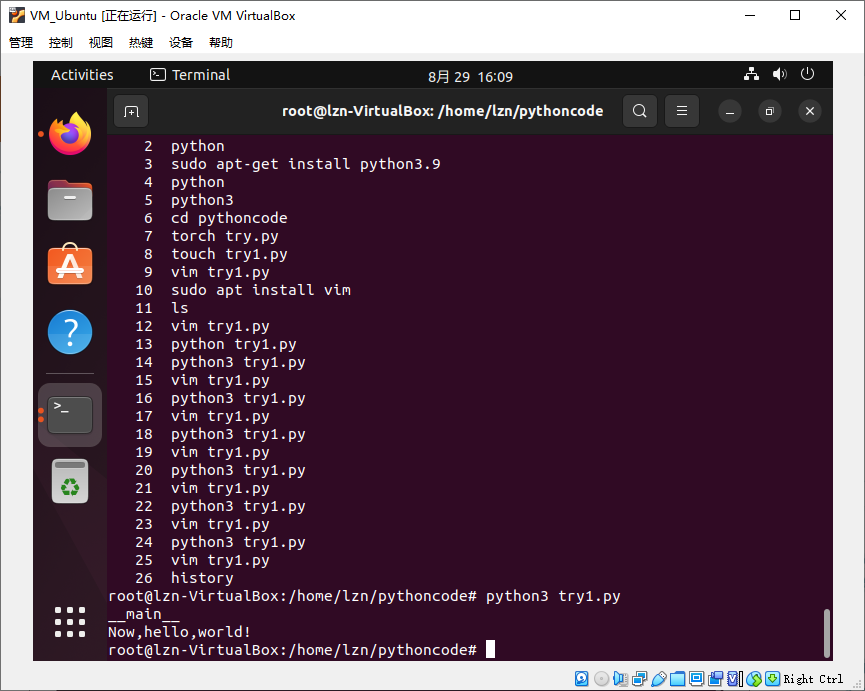 VM_Ubuntu [正在运行] - Oracle VM VirtualBox
管理 控制 视图 热键 设备 帮助
Activities Terminal 8月 29 16:09
root@lzn-VirtualBox: /home/lzn/pythoncode
2 python
3 sudo apt-get install python3.9
4 python
5 python3
6 cd pythoncode
7 torch try.py
8 touch try1.py
9 vim try1.py
10 sudo apt install vim
11 ls
12 vim try1.py
13 python try1.py
14 python3 try1.py
15 vim try1.py
16 python3 try1.py
17 vim try1.py
18 python3 try1.py
19 vim try1.py
20 python3 try1.py
21 vim try1.py
22 python3 try1.py
23 vim try1.py
24 python3 try1.py
25 vim try1.py
26 history
root@lzn-VirtualBox:/home/lzn/pythoncode# python3 try1.py
__main__
Now,hello,world!
root@lzn-VirtualBox:/home/lzn/pythoncode#
Right Ctrl